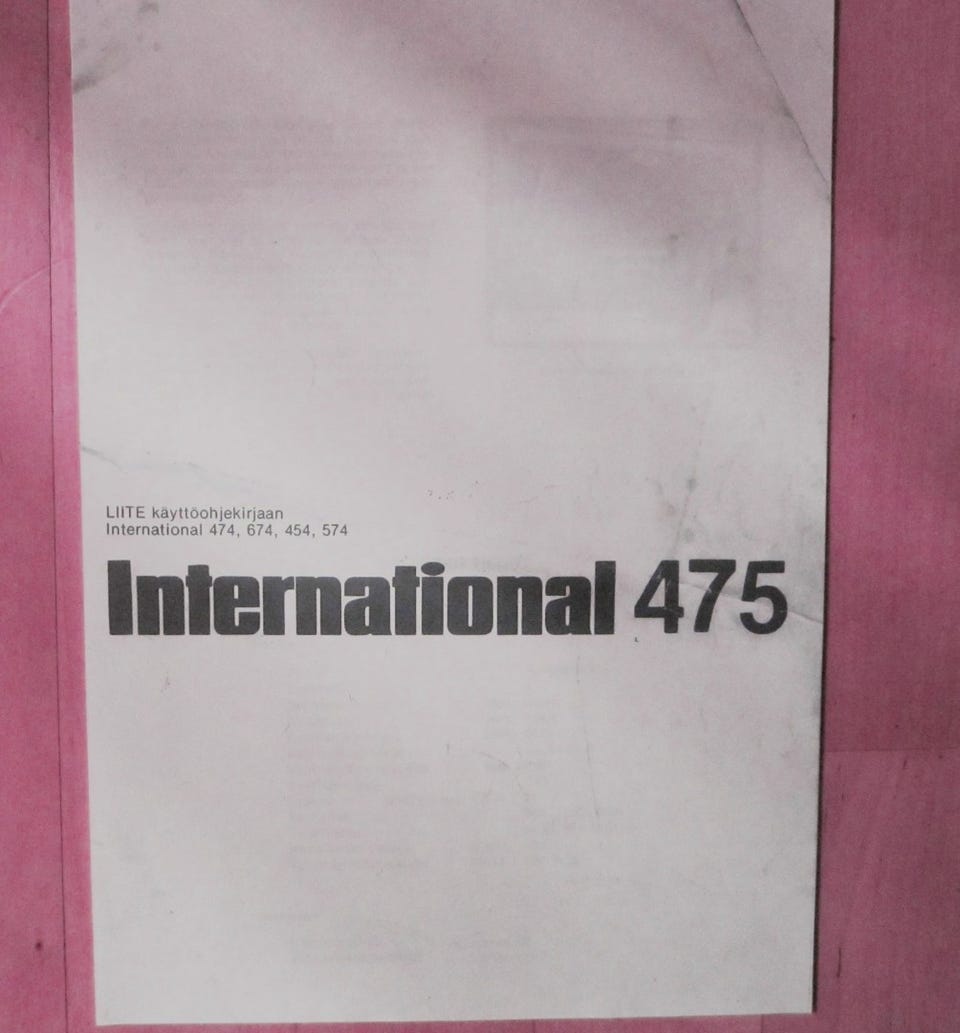 LIITE käyttöohjekirjaan
International 474, 674, 454, 574
International 475